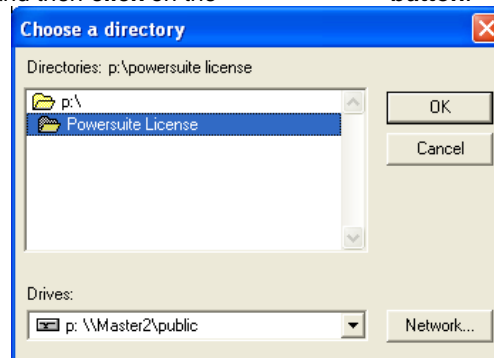 and then click on the button.
Choose a directory
Directories: p:\powersuite license
p:\
Powersuite License
OK
Cancel
Drives:
p: \\Master2\public
Network...